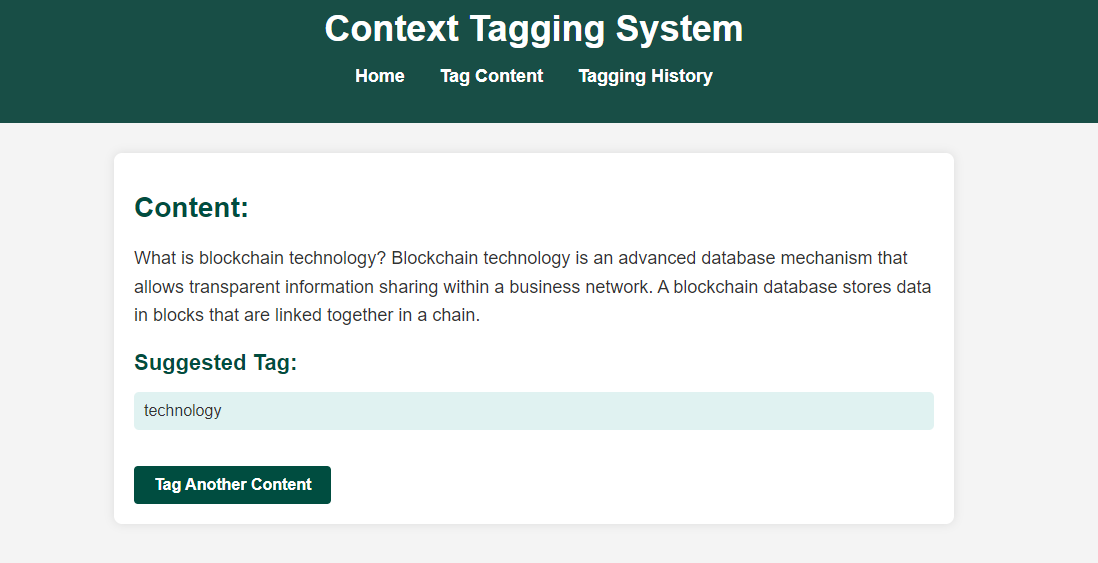 Context Tagging System
Home Tag Content Tagging History
Content:
What is blockchain technology? Blockchain technology is an advanced database mechanism that
allows transparent information sharing within a business network. A blockchain database stores data
in blocks that are linked together in a chain.
Suggested Tag:
technology
Tag Another Content